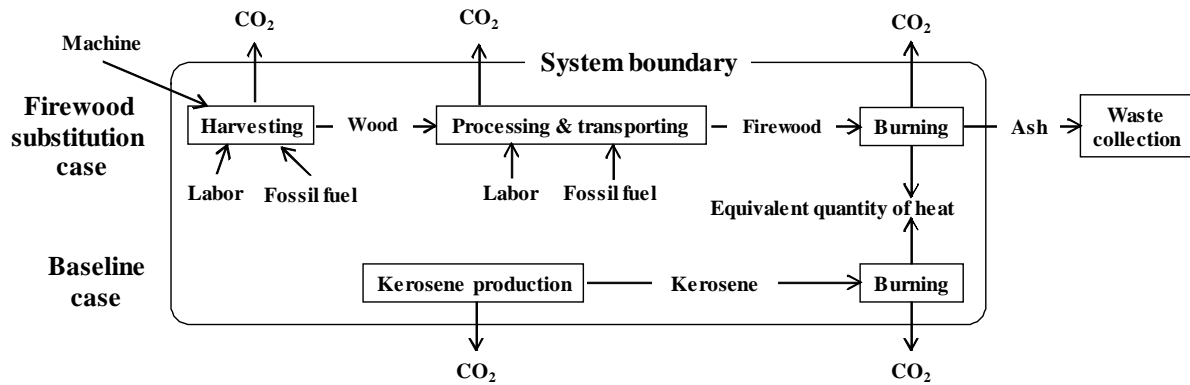 CO₂ CO₂ CO₂
Machine
System boundary
Firewood
substitution
case
Harvesting
Wood
Processing & transporting
Firewood
Burning
Ash
Waste
collection
Labor
Fossil fuel
Labor
Fossil fuel
Equivalent quantity of heat
Baseline
case
Kerosene production
Kerosene
Burning
CO₂ CO₂